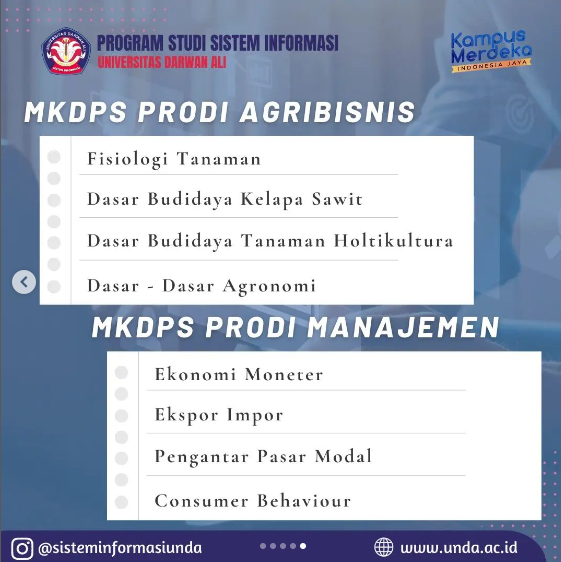 PROGRAM STUDI SISTEM INFORMASI
UNIVERSITAS DARWAN ALI
Kampus
Merdeka
INDONESIA JAYA
MKDPS PRODI AGRIBISNIS
Fisiologi Tanaman
Dasar Budidaya Kelapa Sawit
Dasar Budidaya Tanaman Holtikultura
Dasar - Dasar Agronomi
MKDPS PRODI MANAJEMEN
Ekonomi Moneter
Ekspor Impor
Pengantar Pasar Modal
Consumer Behaviour
@sisteminformasiunda
www.unda.ac.id